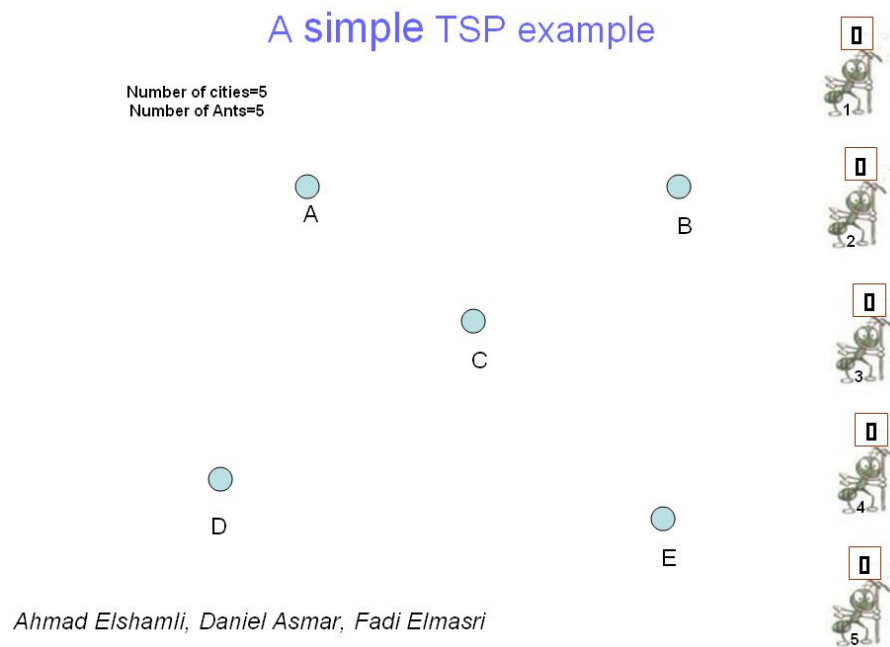 A simple TSP example
Number of cities=5
Number of Ants=5
A
B
C
D
E
[]
1
[]
2
[]
3
[]
4
[]
5
Ahmad Elshamli, Daniel Asmar, Fadi Elmasri